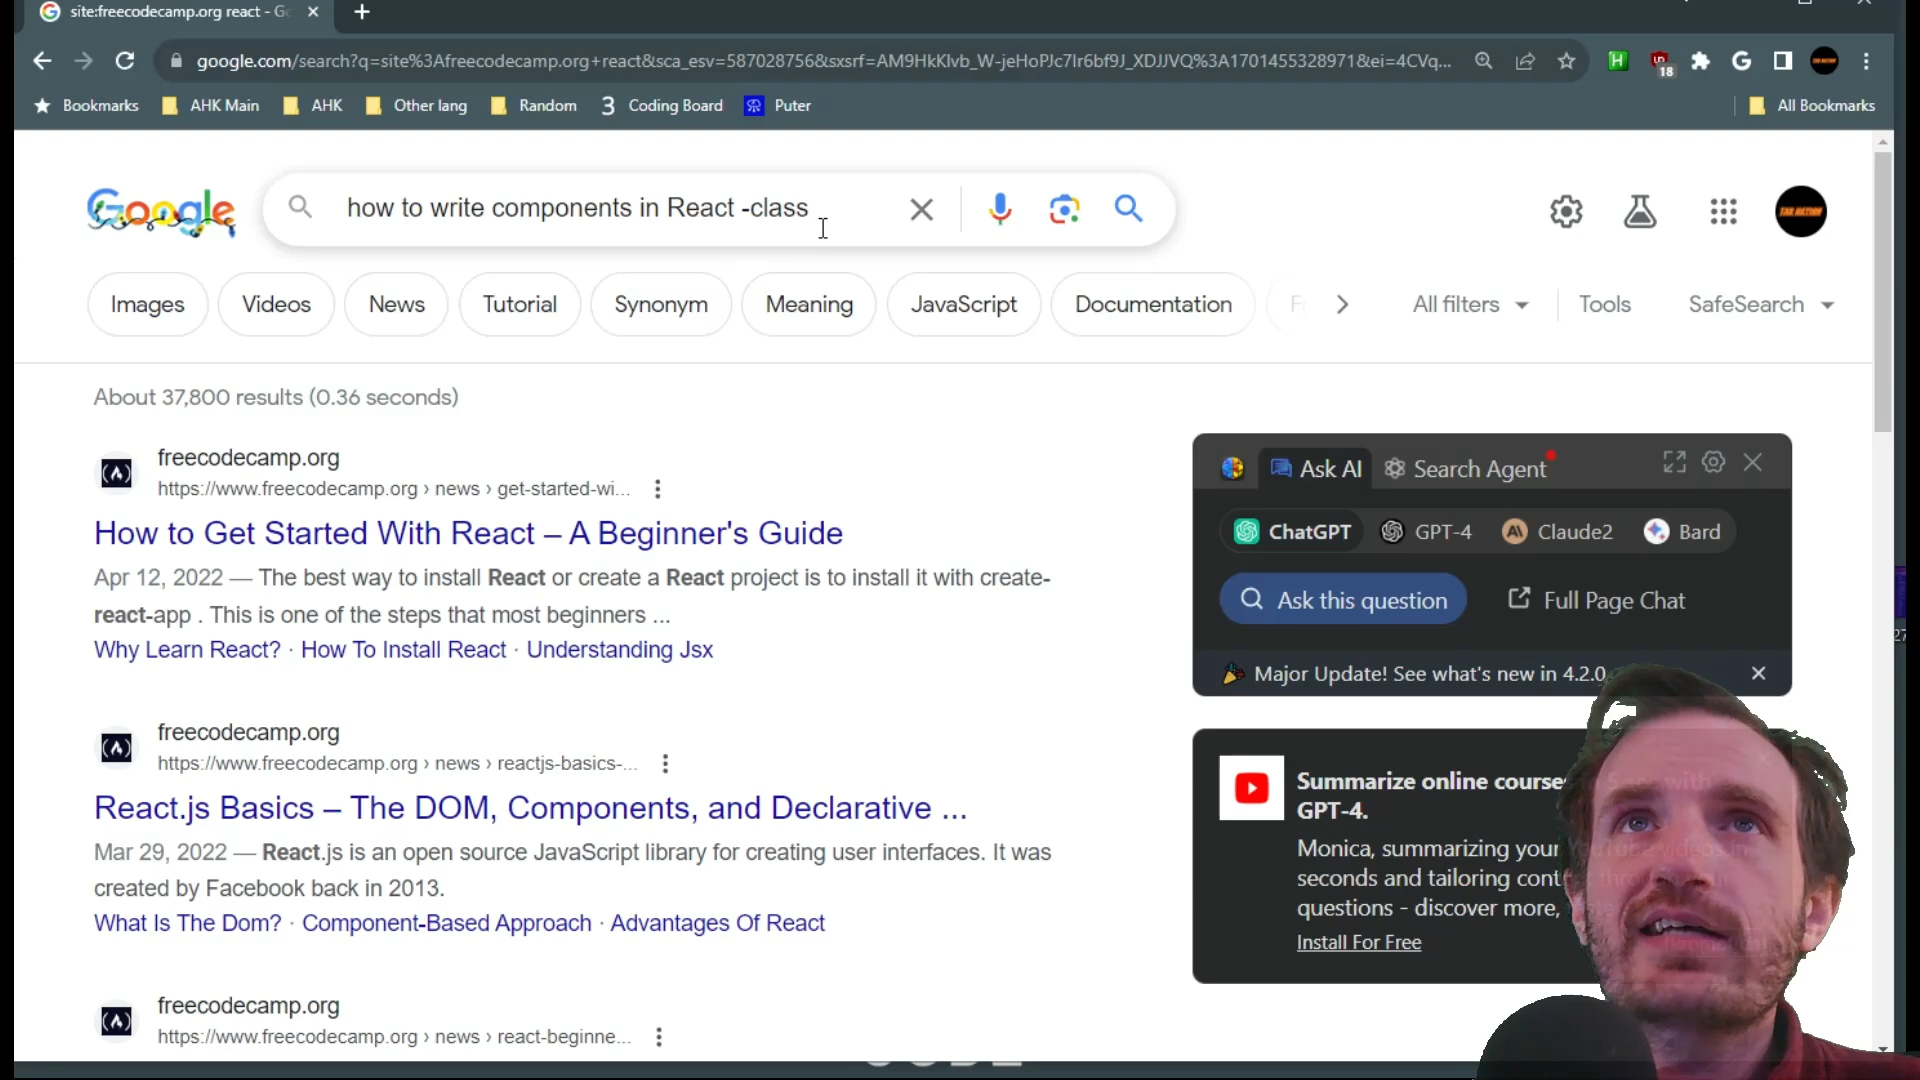 site:freecodecamp.org react - G
google.com/search?q=site%3Afreecodecamp.org+react&sca_esv=587028756&sxsrf=AM9HkKlvb_W-jeHoPJc7Ir6bf9J_XDJJVQ%3A1701455328971&ei=4CVq...
18
Bookmarks AHK Main AHK Other lang Random 3 Coding Board Puter All Bookmarks
Google how to write components in React -class
Images Videos News Tutorial Synonym Meaning JavaScript Documentation All filters Tools SafeSearch
About 37,800 results (0.36 seconds)
freecodecamp.org
https://www.freecodecamp.org › news › get-started-wi...
How to Get Started With React – A Beginner's Guide
Apr 12, 2022 — The best way to install React or create a React project is to install it with create-
react-app . This is one of the steps that most beginners ...
Why Learn React? · How To Install React · Understanding Jsx
freecodecamp.org
https://www.freecodecamp.org › news › reactjs-basics-...
React.js Basics – The DOM, Components, and Declarative ...
Mar 29, 2022 — React.js is an open source JavaScript library for creating user interfaces. It was
created by Facebook back in 2013.
What Is The Dom? · Component-Based Approach · Advantages Of React
freecodecamp.org
https://www.freecodecamp.org › news › react-beginne...
Ask AI Search Agent
ChatGPT GPT-4 Claude2 Bard
Ask this question Full Page Chat
Major Update! See what's new in 4.2.0
Summarize online courses
GPT-4.
Monica, summarizing your
seconds and tailoring
questions - discover more,
Install For Free